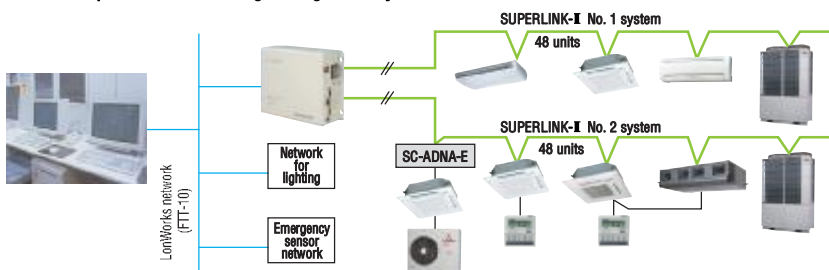 SUPERLINK-II No. 1 system
48 units
SUPERLINK-II No. 2 system
48 units
SC-ADNA-E
Network
for
lighting
Emergency
sensor
network
LonWorks network
(FTT-10)